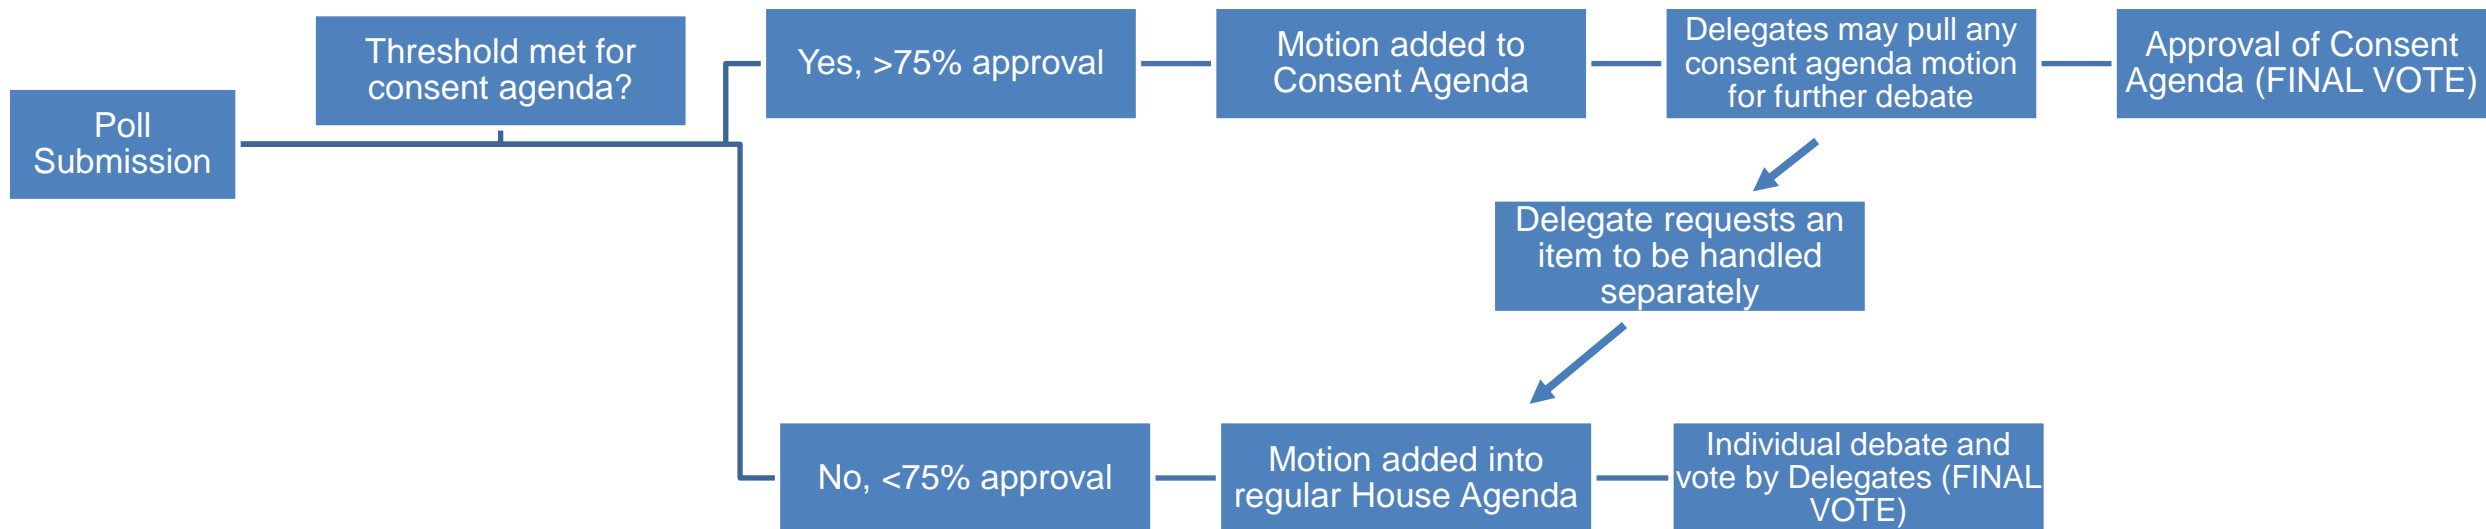 Poll
Submission
Threshold met for
consent agenda?
Yes, >75% approval
Motion added to
Consent Agenda
Delegates may pull any
consent agenda motion
for further debate
Approval of Consent
Agenda (FINAL VOTE)
Delegate requests an
item to be handled
separately
No, <75% approval
Motion added into
regular House Agenda
Individual debate and
vote by Delegates (FINAL
VOTE)